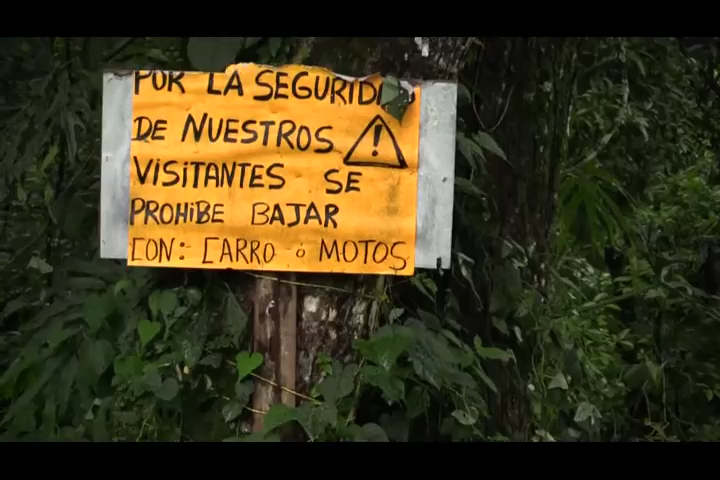 POR LA SEGURIDAD
DE NUESTROS
VISITANTES SE
PROHIBE BAJAR
CON: CARRO o MOTOS